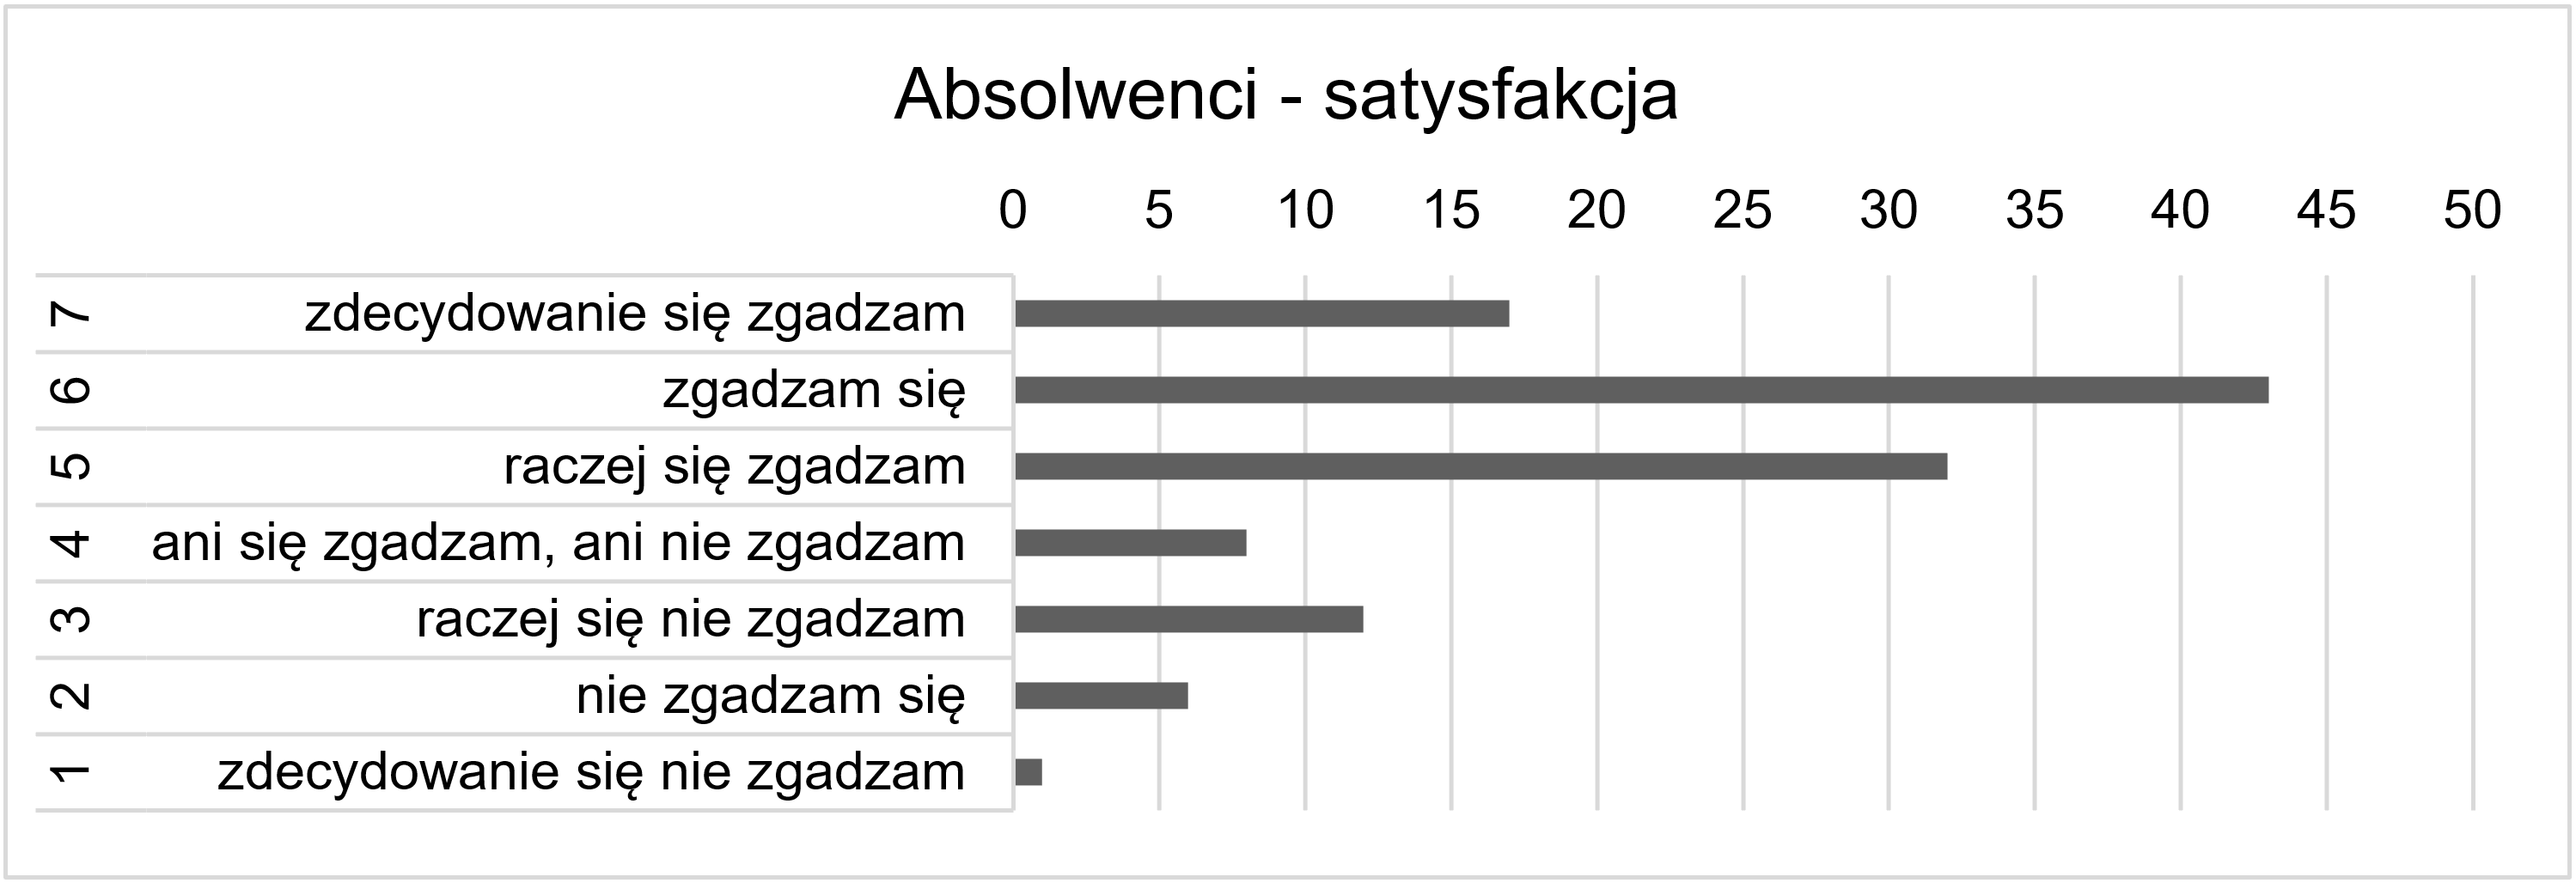 Absolwenci - satysfakcja
0 5 10 15 20 25 30 35 40 45 50
7 zdecydowanie się zgadzam
6 zgadzam się
5 raczej się zgadzam
4 ani się zgadzam, ani nie zgadzam
3 raczej się nie zgadzam
2 nie zgadzam się
1 zdecydowanie się nie zgadzam